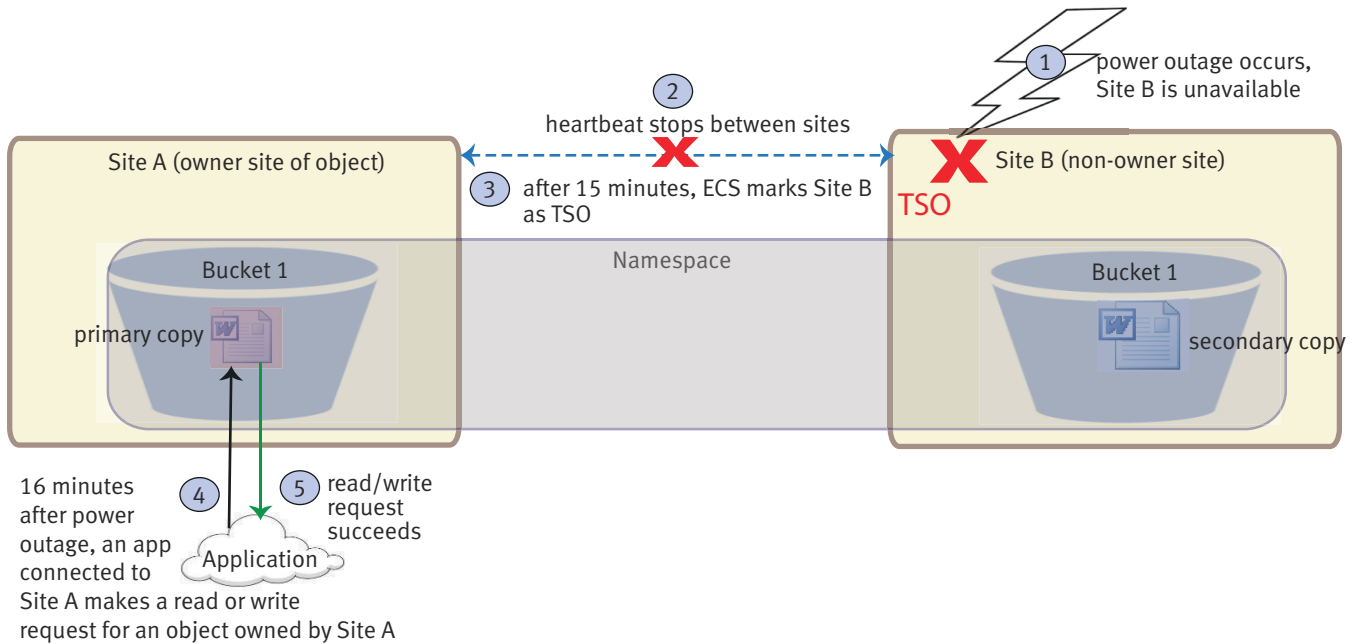 1
power outage occurs,
Site B is unavailable
2
heartbeat stops between sites
Site A (owner site of object)
Site B (non-owner site)
3
after 15 minutes, ECS marks Site B
as TSO
TSO
Namespace
Bucket 1
Bucket 1
W
primary copy
W
secondary copy
16 minutes
after power
outage, an app
connected to
Site A makes a read or write
request for an object owned by Site A
4
5
read/write
request
succeeds
Application